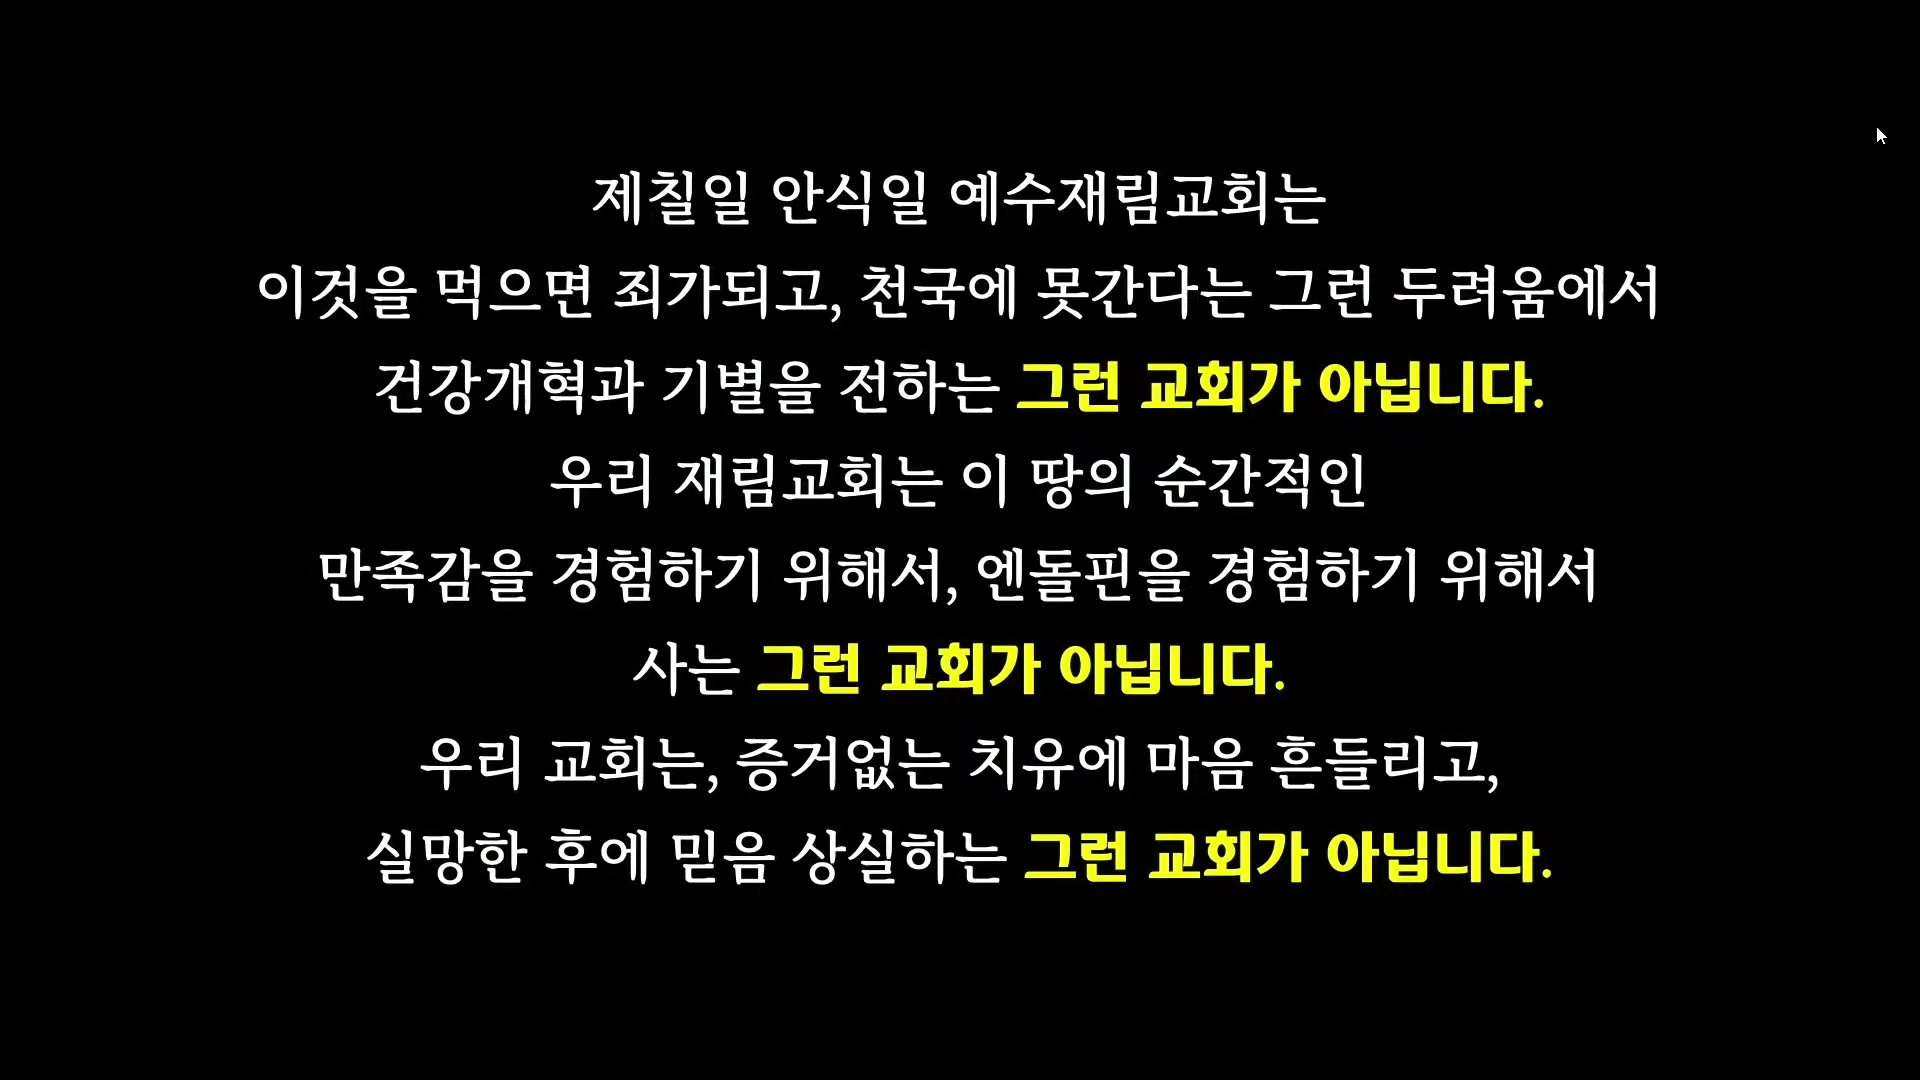 제칠일 안식일 예수재림교회는
이것을 먹으면 죄가되고, 천국에 못간다는 그런 두려움에서
건강개혁과 기별을 전하는 그런 교회가 아닙니다.
우리 재림교회는 이 땅의 순간적인
만족감을 경험하기 위해서, 엔돌핀을 경험하기 위해서
사는 그런 교회가 아닙니다.
우리 교회는, 증거없는 치유에 마음 흔들리고,
실망한 후에 믿음 상실하는 그런 교회가 아닙니다.